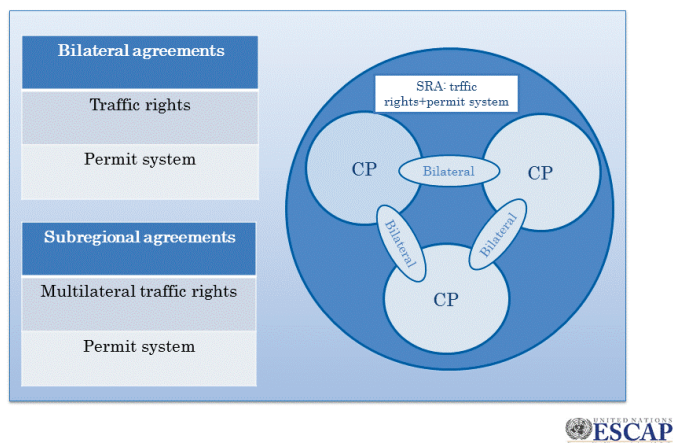 Bilateral agreements
Traffic rights
Permit system
Subregional agreements
Multilateral traffic rights
Permit system
SRA: trffic
rights+permit system
CP
Bilateral
CP
Bilateral
Bilateral
CP
UNITED NATIONS
ESCAP